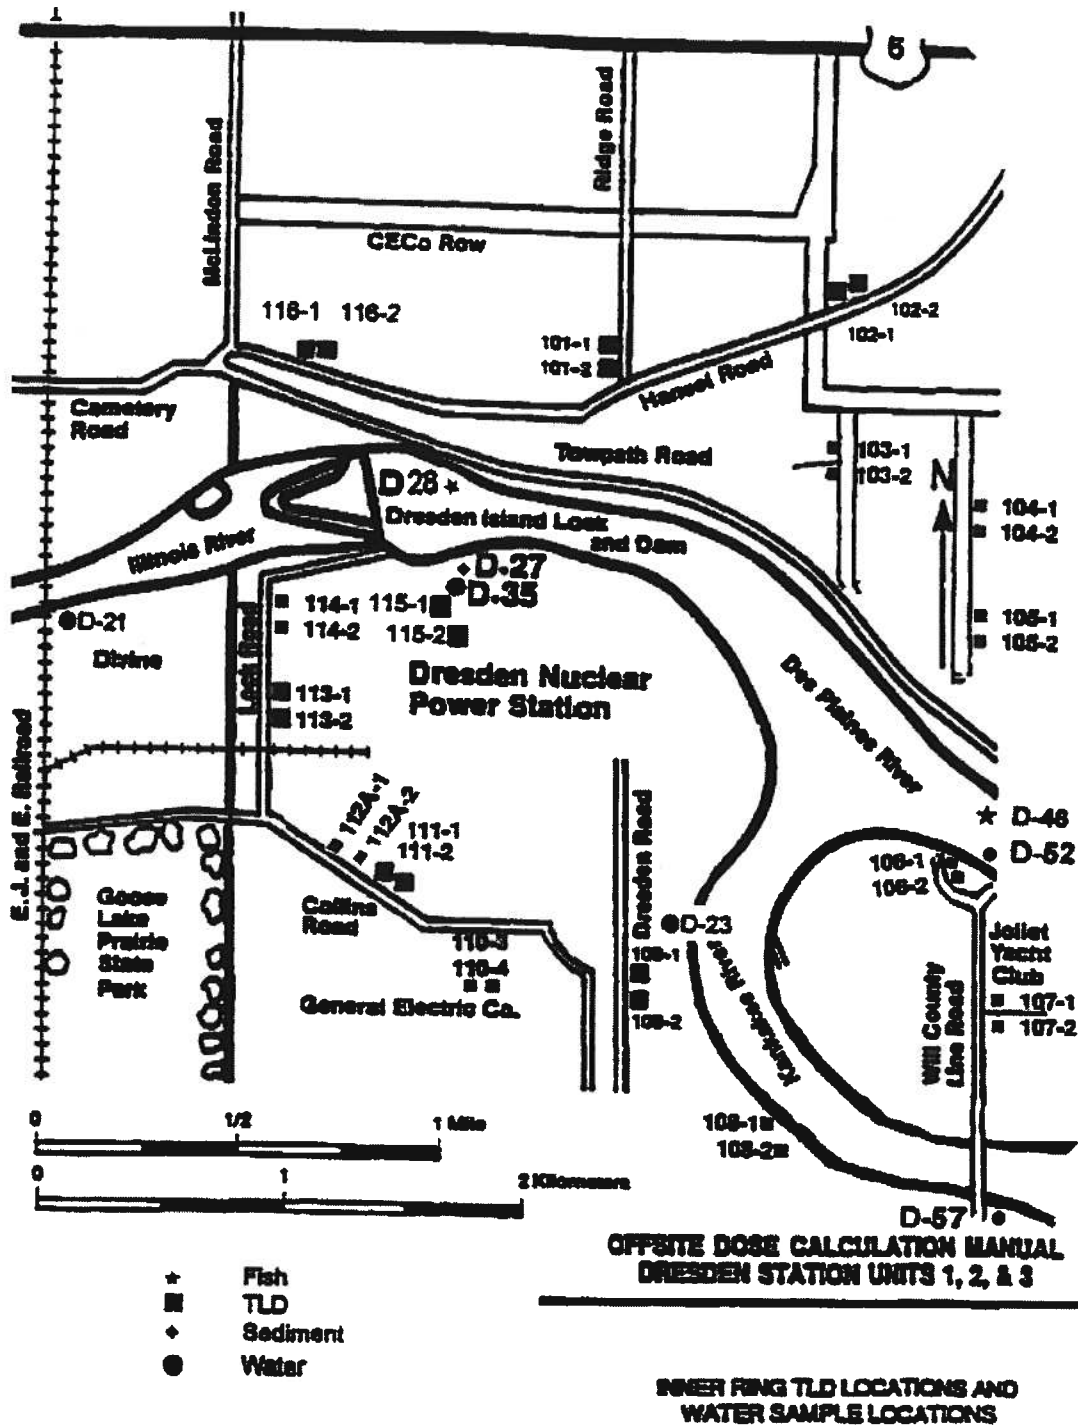 6
McLindon Road
Ridge Road
CECo Row
116-1 116-2
101-1
101-2
102-2
102-1
Hansel Road
Cemetery
Road
Towpath Road
103-1
103-2
N
104-1
104-2
D28
Dresden Island Lock
and Dam
Illinois River
D-27
D-35
114-1
114-2
115-1
115-2
105-1
105-2
D-21
Divine
Lock Road
Dresden Nuclear
Power Station
113-1
113-2
Des Plaines River
E.J. and E. Railroad
112A-1
112A-2
111-1
111-2
Dresden Road
D-46
D-52
106-1
106-2
Goose
Lake
Prairie
State
Park
Collins
Road
D-23
Joliet
Yacht
Club
110-3
110-4
General Electric Co.
109-1
109-2
Kankakee River
Will County
Line Road
107-1
107-2
108-1
108-2
0 1/2 1 Mile
0 1 2 Kilometers
D-57
OFFSITE DOSE CALCULATION MANUAL
DRESDEN STATION UNITS 1, 2, & 3
Fish
TLD
Sediment
Water
INNER RING TLD LOCATIONS AND
WATER SAMPLE LOCATIONS